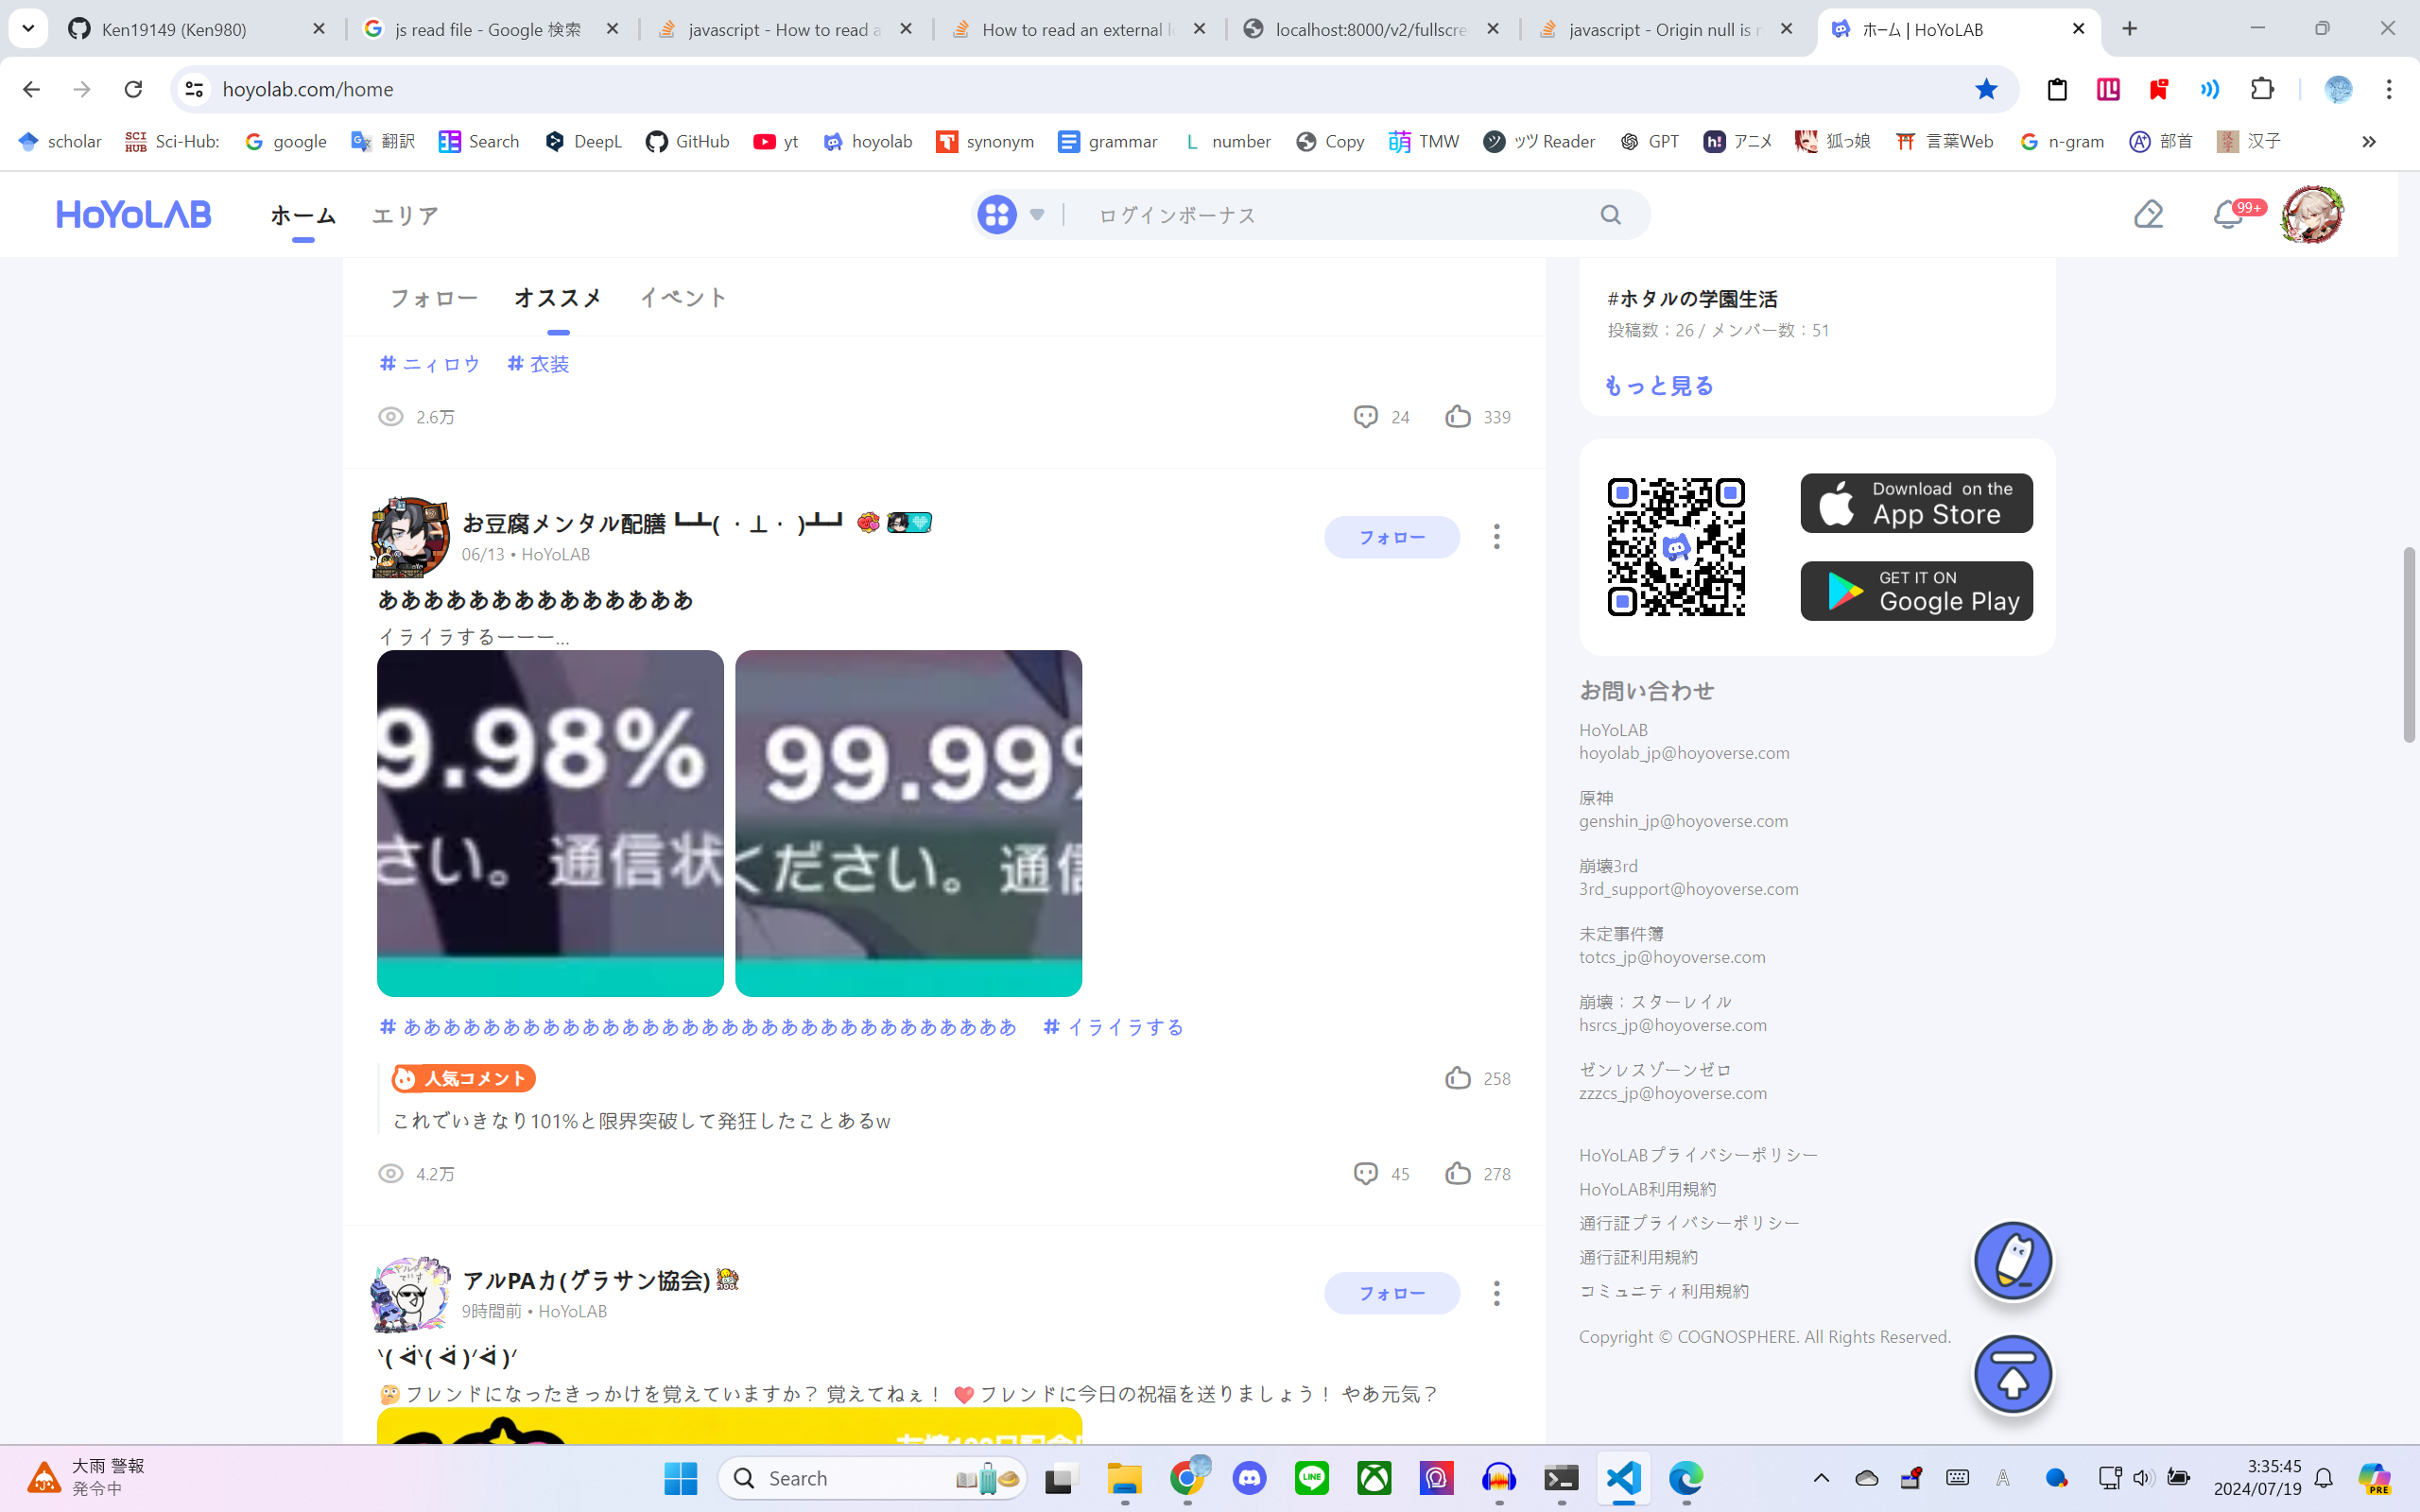 Ken19149 (Ken980)
js read file - Google 検索
javascript - How to read a
How to read an external l
localhost:8000/v2/fullscre
javascript - Origin null is n
ホーム | HoYoLAB
hoyolab.com/home
scholar
SCI HUB Sci-Hub:
google
翻訳
Search
DeepL
GitHub
yt
hoyolab
synonym
grammar
number
Copy
萌 TMW
ッツ Reader
GPT
アニメ
狐っ娘
言葉Web
n-gram
部首
汉子
HoYoLAB
ホーム
エリア
ログインボーナス
99+
フォロー オススメ イベント
# ニィロウ # 衣装
2.6万
24
339
お豆腐メンタル配膳┗┻( ・⊥・ )┻┛
06/13 • HoYoLAB
フォロー
ああああああああああああああ
イライラするーーー...
9.98%
さい。通信状
99.99%
ください。通信
# あああああああああああああああああああああああああああああああ # イライラする
人気コメント
258
これでいきなり101%と限界突破して発狂したことあるw
4.2万
45
278
アルPAカ(グラサン協会)
9時間前 • HoYoLAB
フォロー
ヽ( ᐛヽ( ᐛ )ノᐛ )ノ
フレンドになったきっかけを覚えていますか？ 覚えてねぇ！ フレンドに今日の祝福を送りましょう！ やあ元気？
#ホタルの学園生活
投稿数：26 / メンバー数：51
もっと見る
Download on the
App Store
GET IT ON
Google Play
お問い合わせ
HoYoLAB
hoyolab_jp@hoyoverse.com
原神
genshin_jp@hoyoverse.com
崩壊3rd
3rd_support@hoyoverse.com
未定事件簿
totcs_jp@hoyoverse.com
崩壊：スターレイル
hsrcs_jp@hoyoverse.com
ゼンレスゾーンゼロ
zzzcs_jp@hoyoverse.com
HoYoLABプライバシーポリシー
HoYoLAB利用規約
通行証プライバシーポリシー
通行証利用規約
コミュニティ利用規約
Copyright © COGNOSPHERE. All Rights Reserved.
大雨 警報
発令中
Search
3:35:45
2024/07/19
PRE